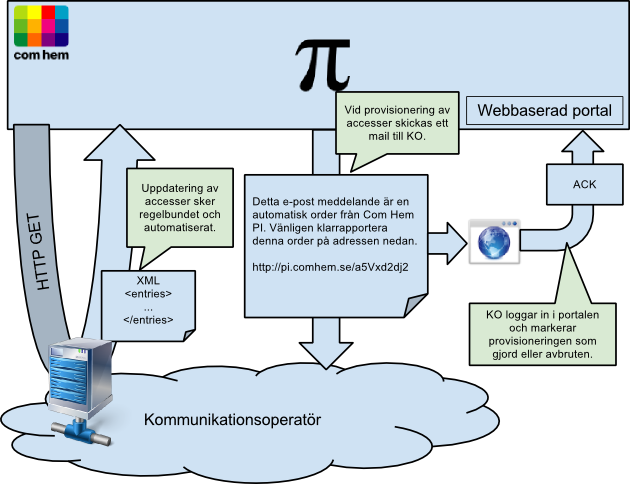 com hem
π
Webbaserad portal
Vid provisionering av
accesser skickas ett
mail till KO.
HTTP GET
Uppdatering av
accesser sker
regelbundet och
automatiserat.
XML
<entries>
...
</entries>
Detta e-post meddelande är en
automatisk order från Com Hem
PI. Vänligen klarrapportera
denna order på adressen nedan.
http://pi.comhem.se/a5Vxd2dj2
ACK
KO loggar in i portalen
och markerar
provisioneringen som
gjord eller avbruten.
Kommunikationsoperatör